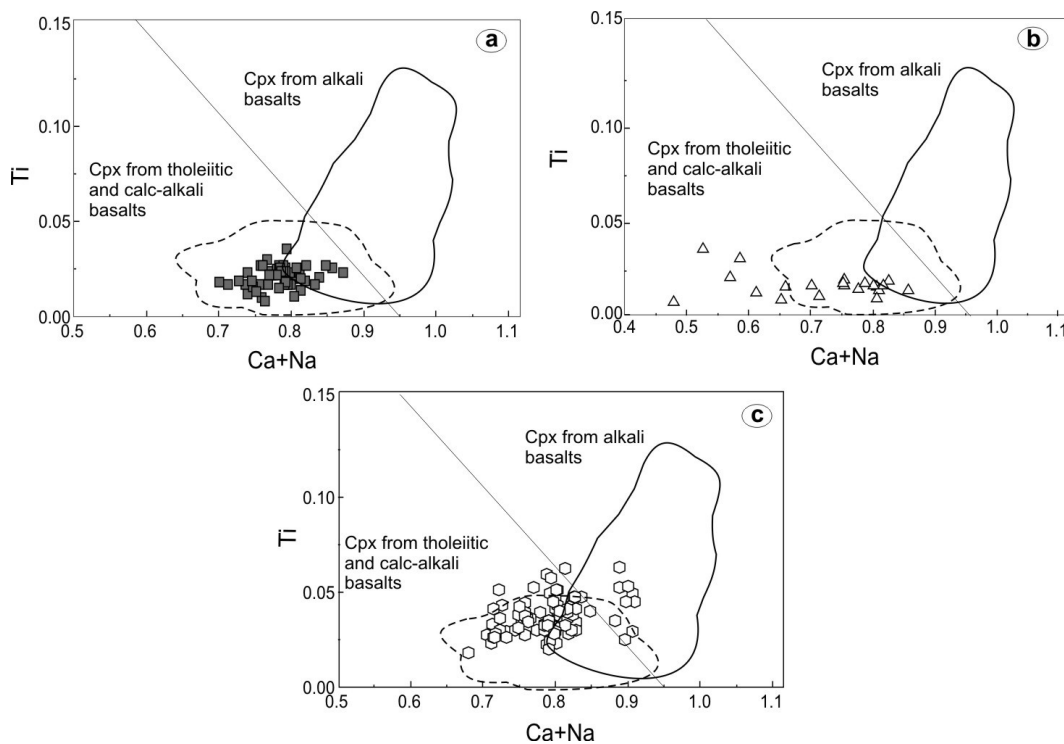 a
0.15
0.10
0.05
0.00
Ti
Cpx from alkali
basalts
Cpx from tholeiitic
and calc-alkali
basalts
0.5 0.6 0.7 0.8 0.9 1.0 1.1
Ca+Na
b
0.15
0.10
0.05
0.00
Ti
Cpx from alkali
basalts
Cpx from tholeiitic
and calc-alkali
basalts
0.4 0.5 0.6 0.7 0.8 0.9 1.0 1.1
Ca+Na
c
0.15
0.10
0.05
0.00
Ti
Cpx from alkali
basalts
Cpx from tholeiitic
and calc-alkali
basalts
0.5 0.6 0.7 0.8 0.9 1.0 1.1
Ca+Na